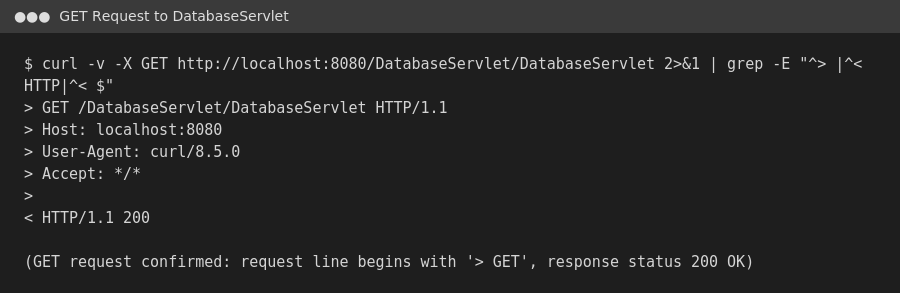 GET Request to DatabaseServlet
$ curl -v -X GET http://localhost:8080/DatabaseServlet/DatabaseServlet 2>&1 | grep -E "^> |^<
HTTP|^< $"
> GET /DatabaseServlet/DatabaseServlet HTTP/1.1
> Host: localhost:8080
> User-Agent: curl/8.5.0
> Accept: */*
>
< HTTP/1.1 200
(GET request confirmed: request line begins with '> GET', response status 200 OK)